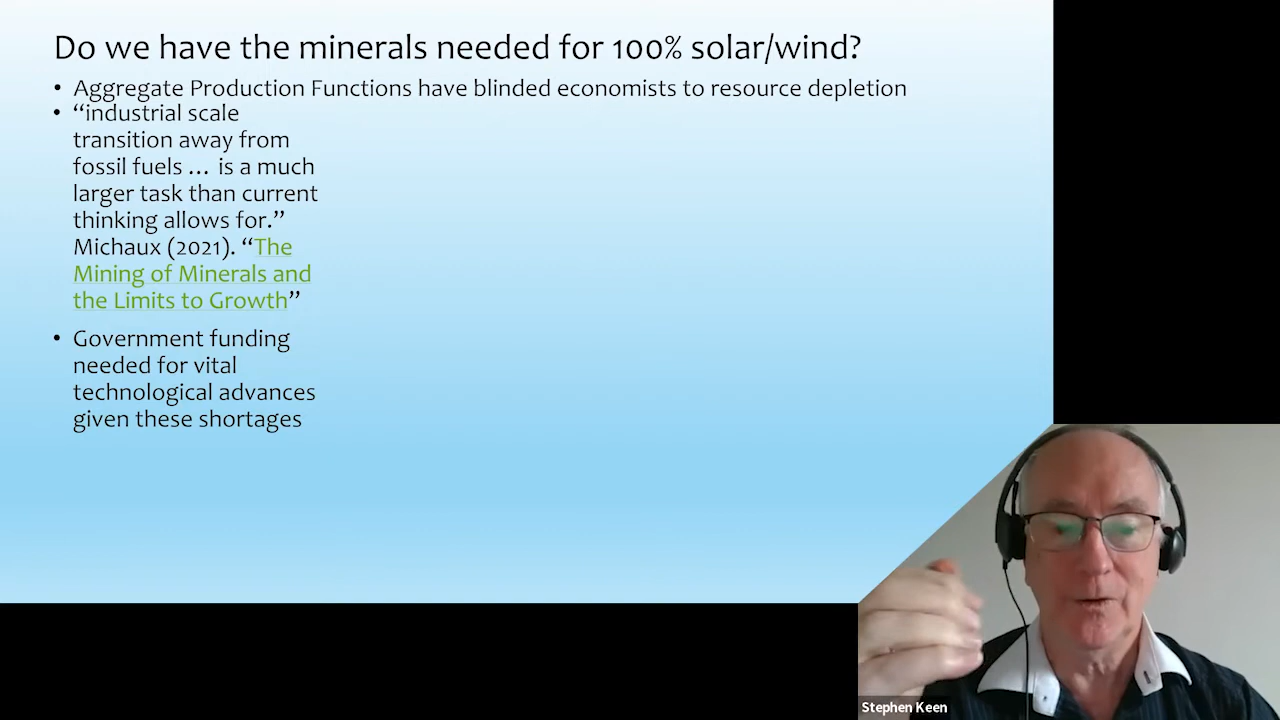 Do we have the minerals needed for 100% solar/wind?
• Aggregate Production Functions have blinded economists to resource depletion
• “industrial scale
transition away from
fossil fuels … is a much
larger task than current
thinking allows for.”
Michaux (2021). “The
Mining of Minerals and
the Limits to Growth”
• Government funding
needed for vital
technological advances
given these shortages
Stephen Keen